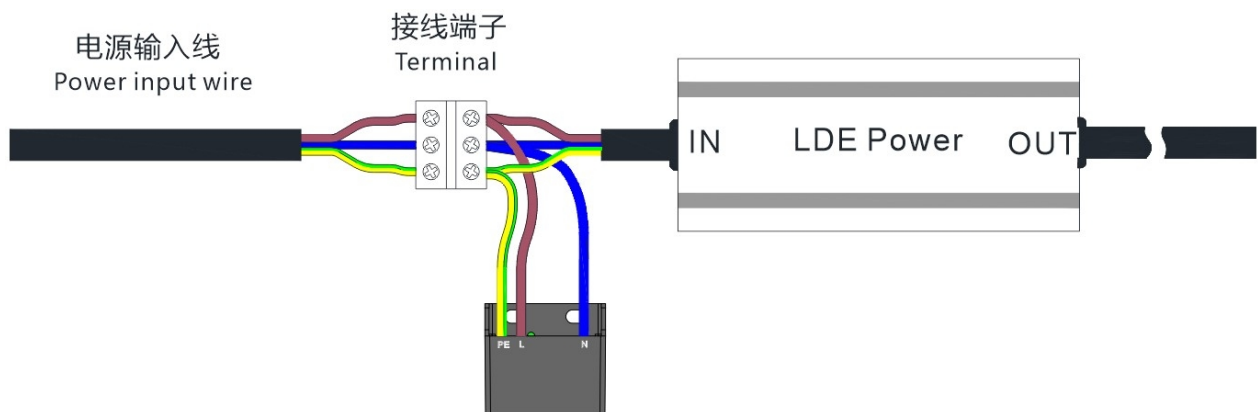 电源输入线
Power input wire
接线端子
Terminal
IN
LDE Power
OUT
PE
L
N